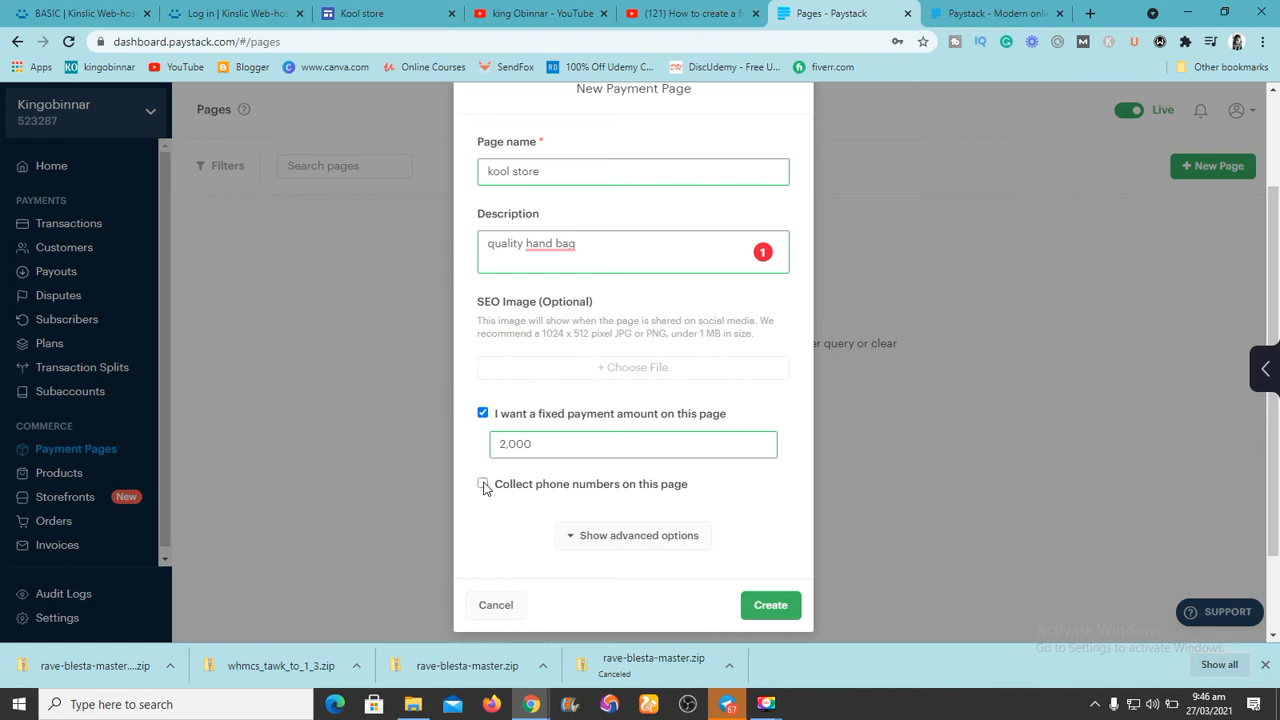 BASIC | Kinslic Web-hos
Log in | Kinslic Web-host
Kool store
king Obinnar - YouTube
(121) How to create a f
Pages - Paystack
Paystack - Modern onli
dashboard.paystack.co/#/pages
Apps
kingobinnar
YouTube
Blogger
www.canva.com
Online Courses
SendFox
100% Off Udemy C...
DiscUdemy - Free U...
fiverr.com
Other bookmarks
Kingobinnar
523287
Pages
Live
Filters
Search pages
+ New Page
Home
PAYMENTS
Transactions
Customers
Payouts
Disputes
Subscribers
Plans
Transaction Splits
Subaccounts
COMMERCE
Payment Pages
Products
Storefronts New
Orders
Invoices
Audit Logs
Settings
New Payment Page
Page name *
kool store
Description
quality hand bag
1
SEO Image (Optional)
This image will show when the page is shared on social media. We
recommend a 1024 x 512 pixel JPG or PNG, under 1 MB in size.
+ Choose File
I want a fixed payment amount on this page
2,000
Collect phone numbers on this page
Show advanced options
Cancel
Create
er query or clear
SUPPORT
Activate Windows
Go to Settings to activate Windows.
rave-blesta-master....zip
whmcs_tawk_to_1_3.zip
rave-blesta-master.zip
rave-blesta-master.zip
Canceled
Show all
Type here to search
67
9:46 am
27/03/2021